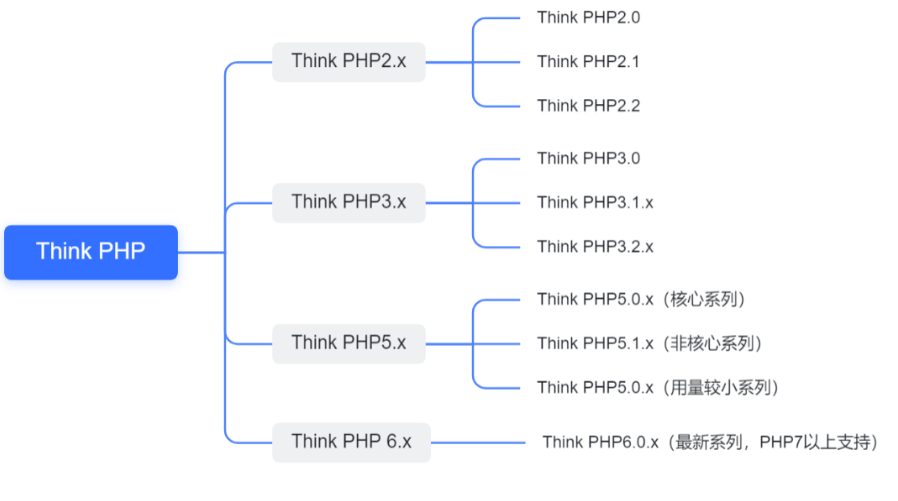 Think PHP
Think PHP2.x
Think PHP2.0
Think PHP2.1
Think PHP2.2
Think PHP3.x
Think PHP3.0
Think PHP3.1.x
Think PHP3.2.x
Think PHP5.x
Think PHP5.0.x（核心系列）
Think PHP5.1.x（非核心系列）
Think PHP5.0.x（用量较小系列）
Think PHP 6.x
Think PHP6.0.x（最新系列，PHP7以上支持）